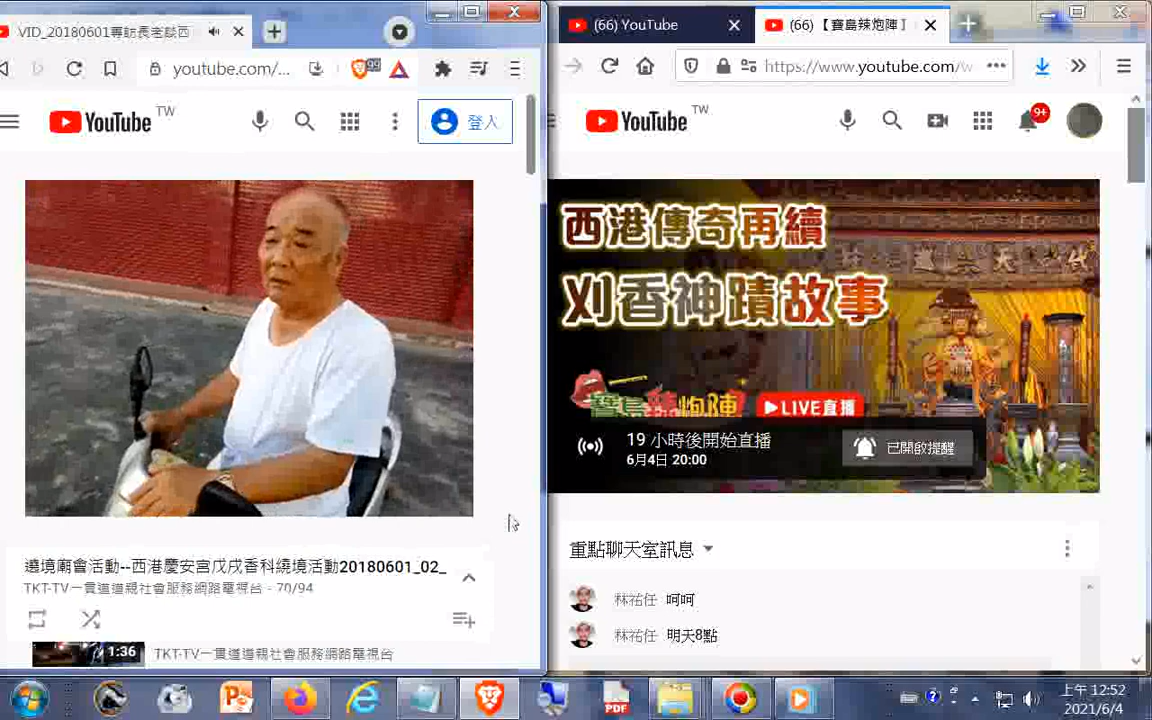 VID_20180601專訪長老談西
youtube.com/...
99
YouTube TW
登入
遶境廟會活動--西港慶安宮戊戌香科繞境活動20180601_02_
TKT-TV一貫道道親社會服務網路電視台 - 70/94
1:36
TKT-TV一貫道道親社會服務網路電視台
(66) YouTube
(66) 【寶島辣炮陣】
https://www.youtube.com/w
YouTube TW
9+
西港傳奇再續
刈香神蹟故事
寶島辣炮陣
LIVE直播
19 小時後開始直播
6月4日 20:00
已開啟提醒
重點聊天室訊息
林祐任 呵呵
林祐任 明天8點
PDF
上午 12:52
2021/6/4